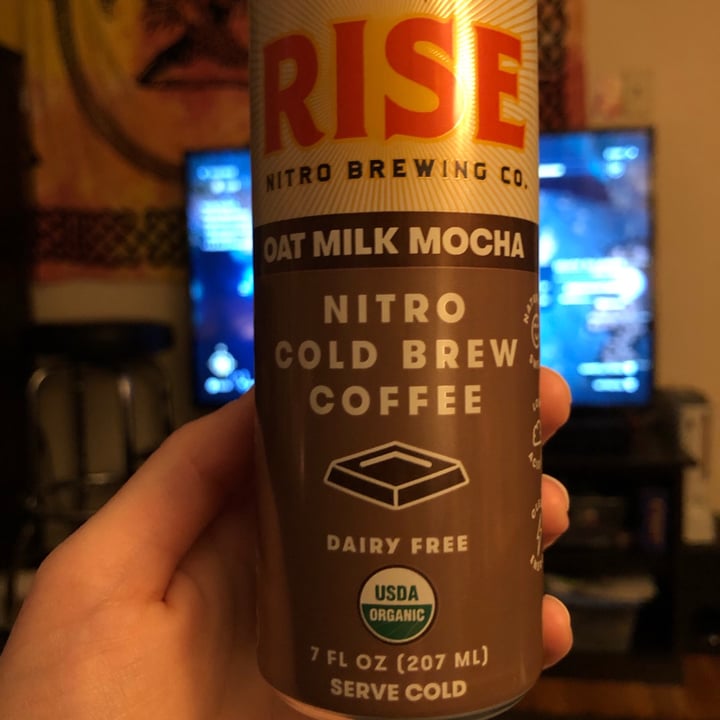 RISE
NITRO BREWING CO.
OAT MILK MOCHA
NITRO
COLD BREW
COFFEE
DAIRY FREE
USDA
ORGANIC
7 FL OZ (207 ML)
SERVE COLD